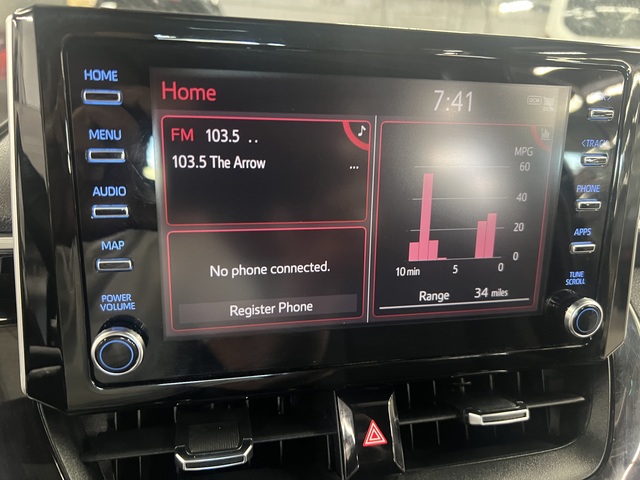 HOME
MENU
AUDIO
MAP
POWER
VOLUME
Home
7:41
FM 103.5 ..
103.5 The Arrow
...
No phone connected.
Register Phone
MPG
60
40
20
0
10 min 5 0
Range 34 miles
<TRACK
PHONE
APPS
TUNE
SCROLL